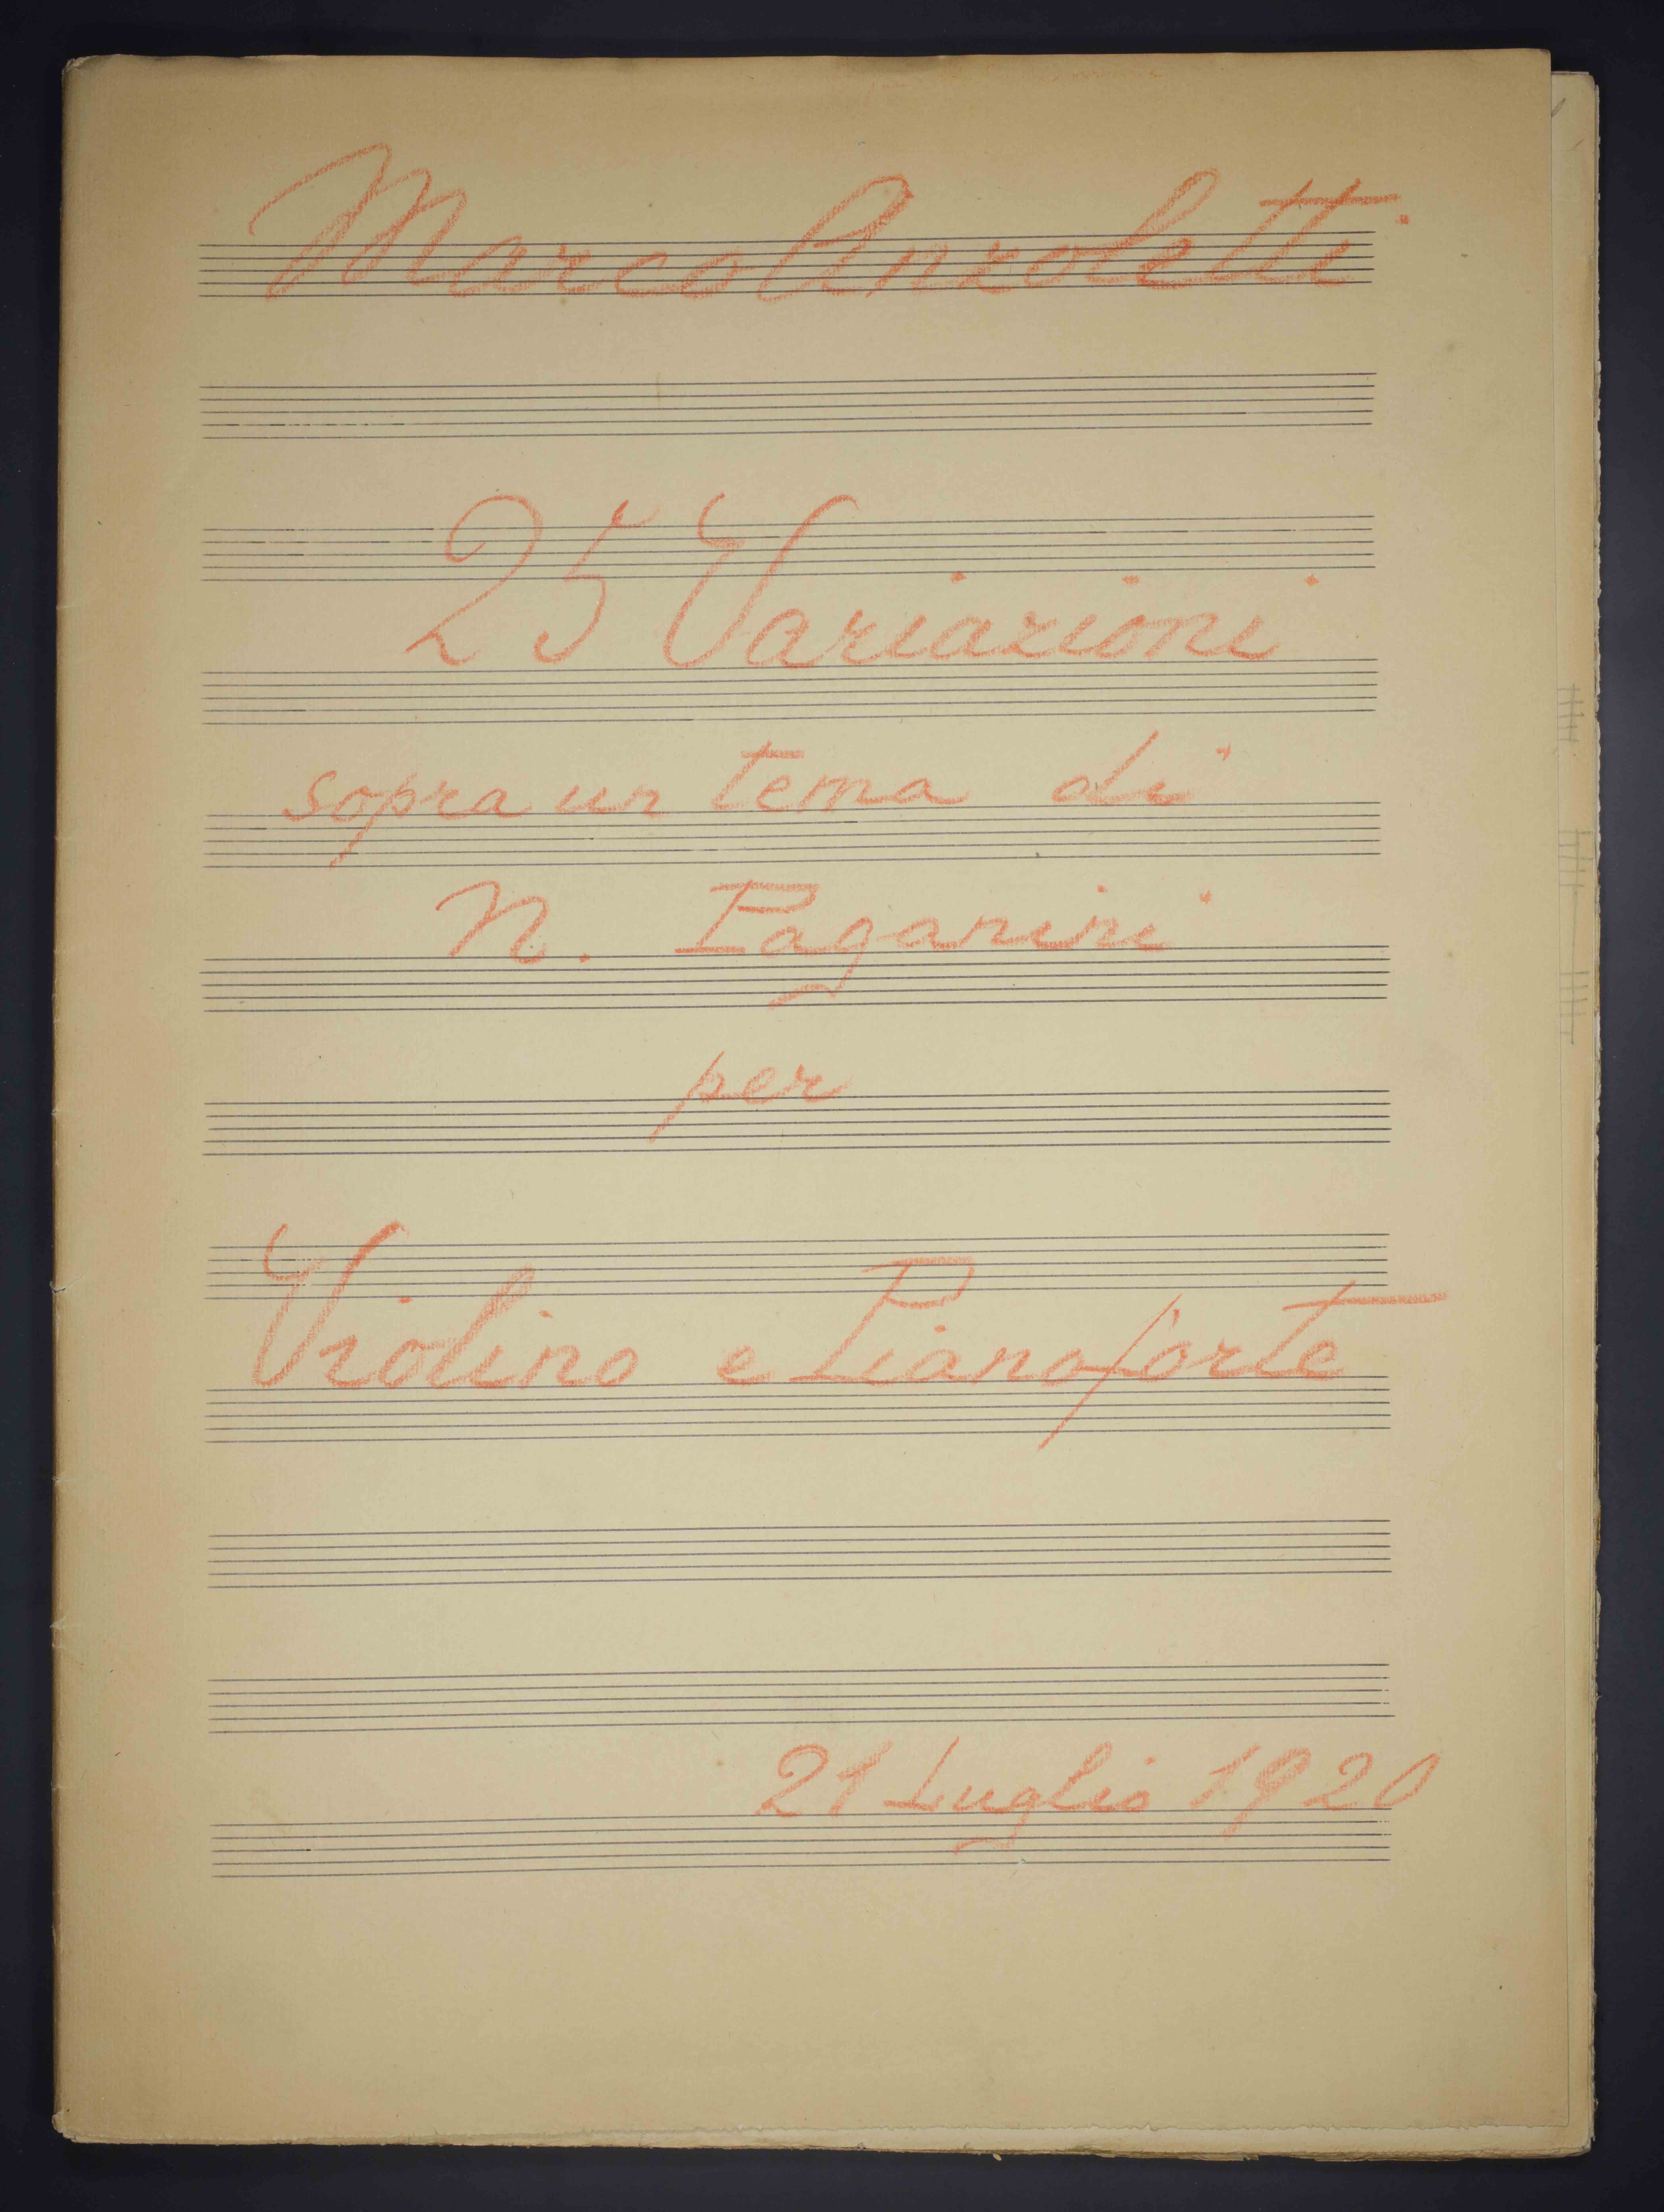 Marco Anzoletti
25 Variazioni
sopra un tema di
N. Paganini
per
Violino e Pianoforte
21 Luglio 1920